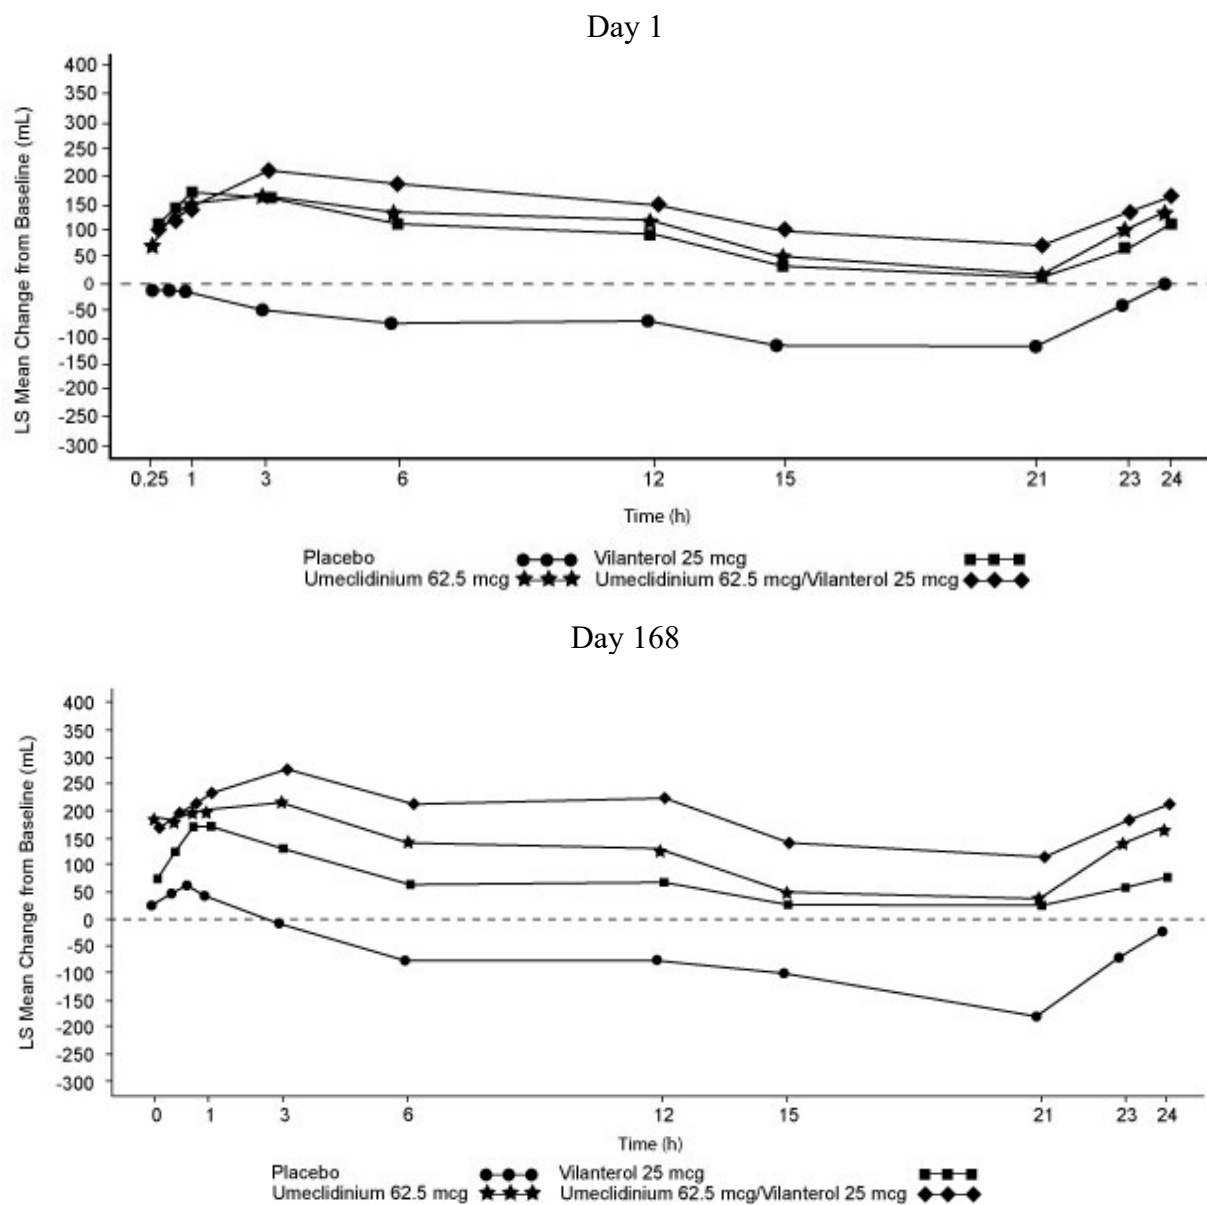 Day 1
LS Mean Change from Baseline (mL)
400
350
300
250
200
150
100
50
0
-50
-100
-150
-200
-250
-300
0.25 1 3 6 12 15 21 23 24
Time (h)
Placebo Vilanterol 25 mcg
Umeclidinium 62.5 mcg Umeclidinium 62.5 mcg/Vilanterol 25 mcg
Day 168
LS Mean Change from Baseline (mL)
400
350
300
250
200
150
100
50
0
-50
-100
-150
-200
-250
-300
0 1 3 6 12 15 21 23 24
Time (h)
Placebo Vilanterol 25 mcg
Umeclidinium 62.5 mcg Umeclidinium 62.5 mcg/Vilanterol 25 mcg